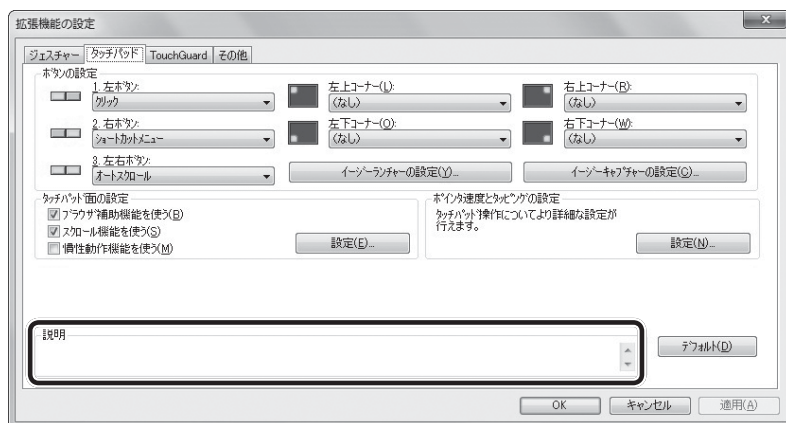 拡張機能の設定
ジェスチャー タッチパッド TouchGuard その他
ボタンの設定
1. 左ボタン:
クリック
左上コーナー(L):
(なし)
右上コーナー(R):
(なし)
2. 右ボタン:
ショートカットメニュー
左下コーナー(O):
(なし)
右下コーナー(W):
(なし)
3. 左右ボタン:
オートスクロール
イージーランチャーの設定(Y)...
イージーキャプチャーの設定(C)...
タッチパッド面の設定
ブラウザ補助機能を使う(B)
スクロール機能を使う(S)
慣性動作機能を使う(M)
設定(E)...
ポインタ速度とタッピングの設定
タッチパッド操作についてより詳細な設定が
行えます。
設定(N)...
説明
デフォルト(D)
OK キャンセル 適用(A)